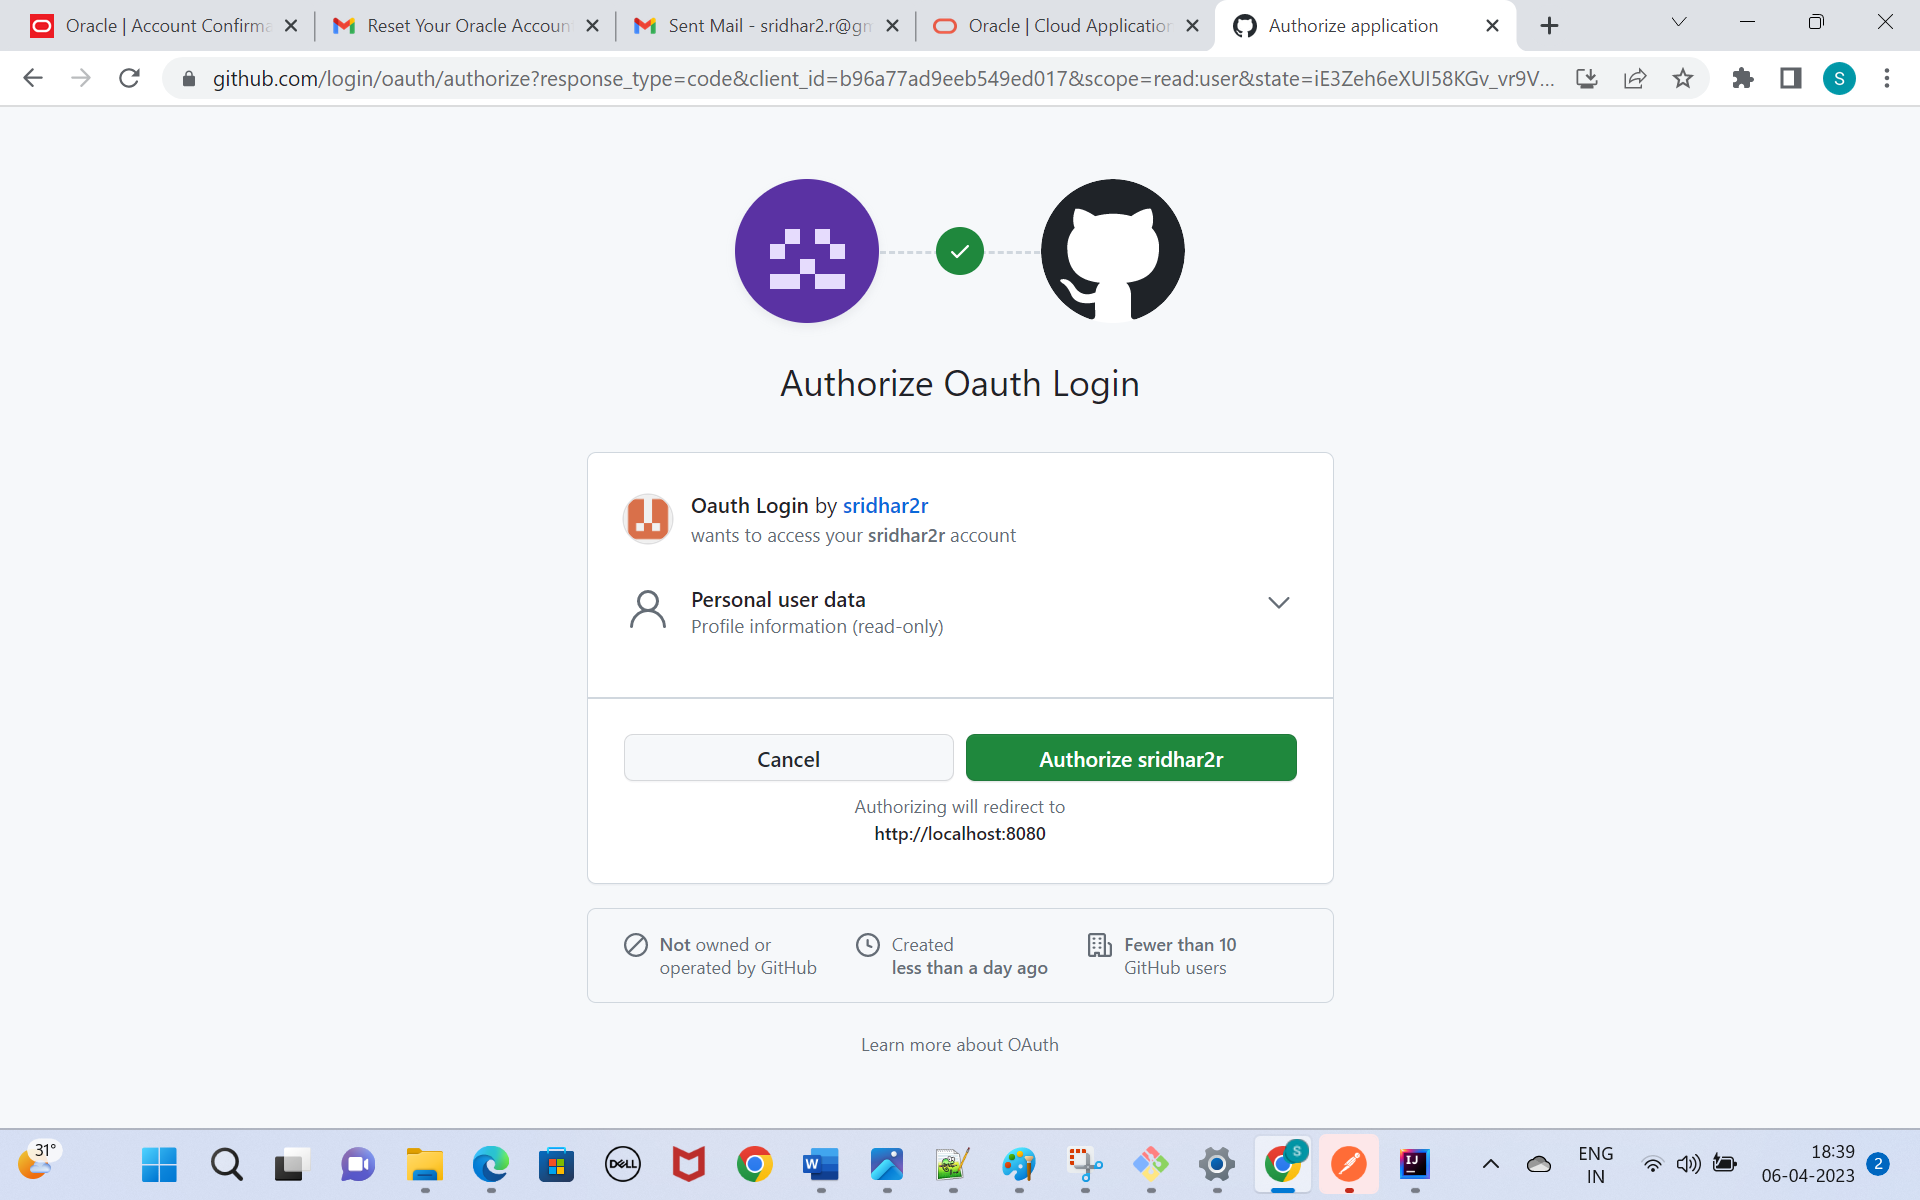 Oracle | Account Confirma
Reset Your Oracle Accoun
Sent Mail - sridhar2.r@gm
Oracle | Cloud Application
Authorize application
github.com/login/oauth/authorize?response_type=code&client_id=b96a77ad9eeb549ed017&scope=read:user&state=iE3Zeh6eXUI58KGv_vr9V...
S
Authorize Oauth Login
Oauth Login by sridhar2r
wants to access your sridhar2r account
Personal user data
Profile information (read-only)
Cancel
Authorize sridhar2r
Authorizing will redirect to
http://localhost:8080
Not owned or
operated by GitHub
Created
less than a day ago
Fewer than 10
GitHub users
Learn more about OAuth
31°
DELL
W
S
IJ
ENG
IN
18:39
06-04-2023
2